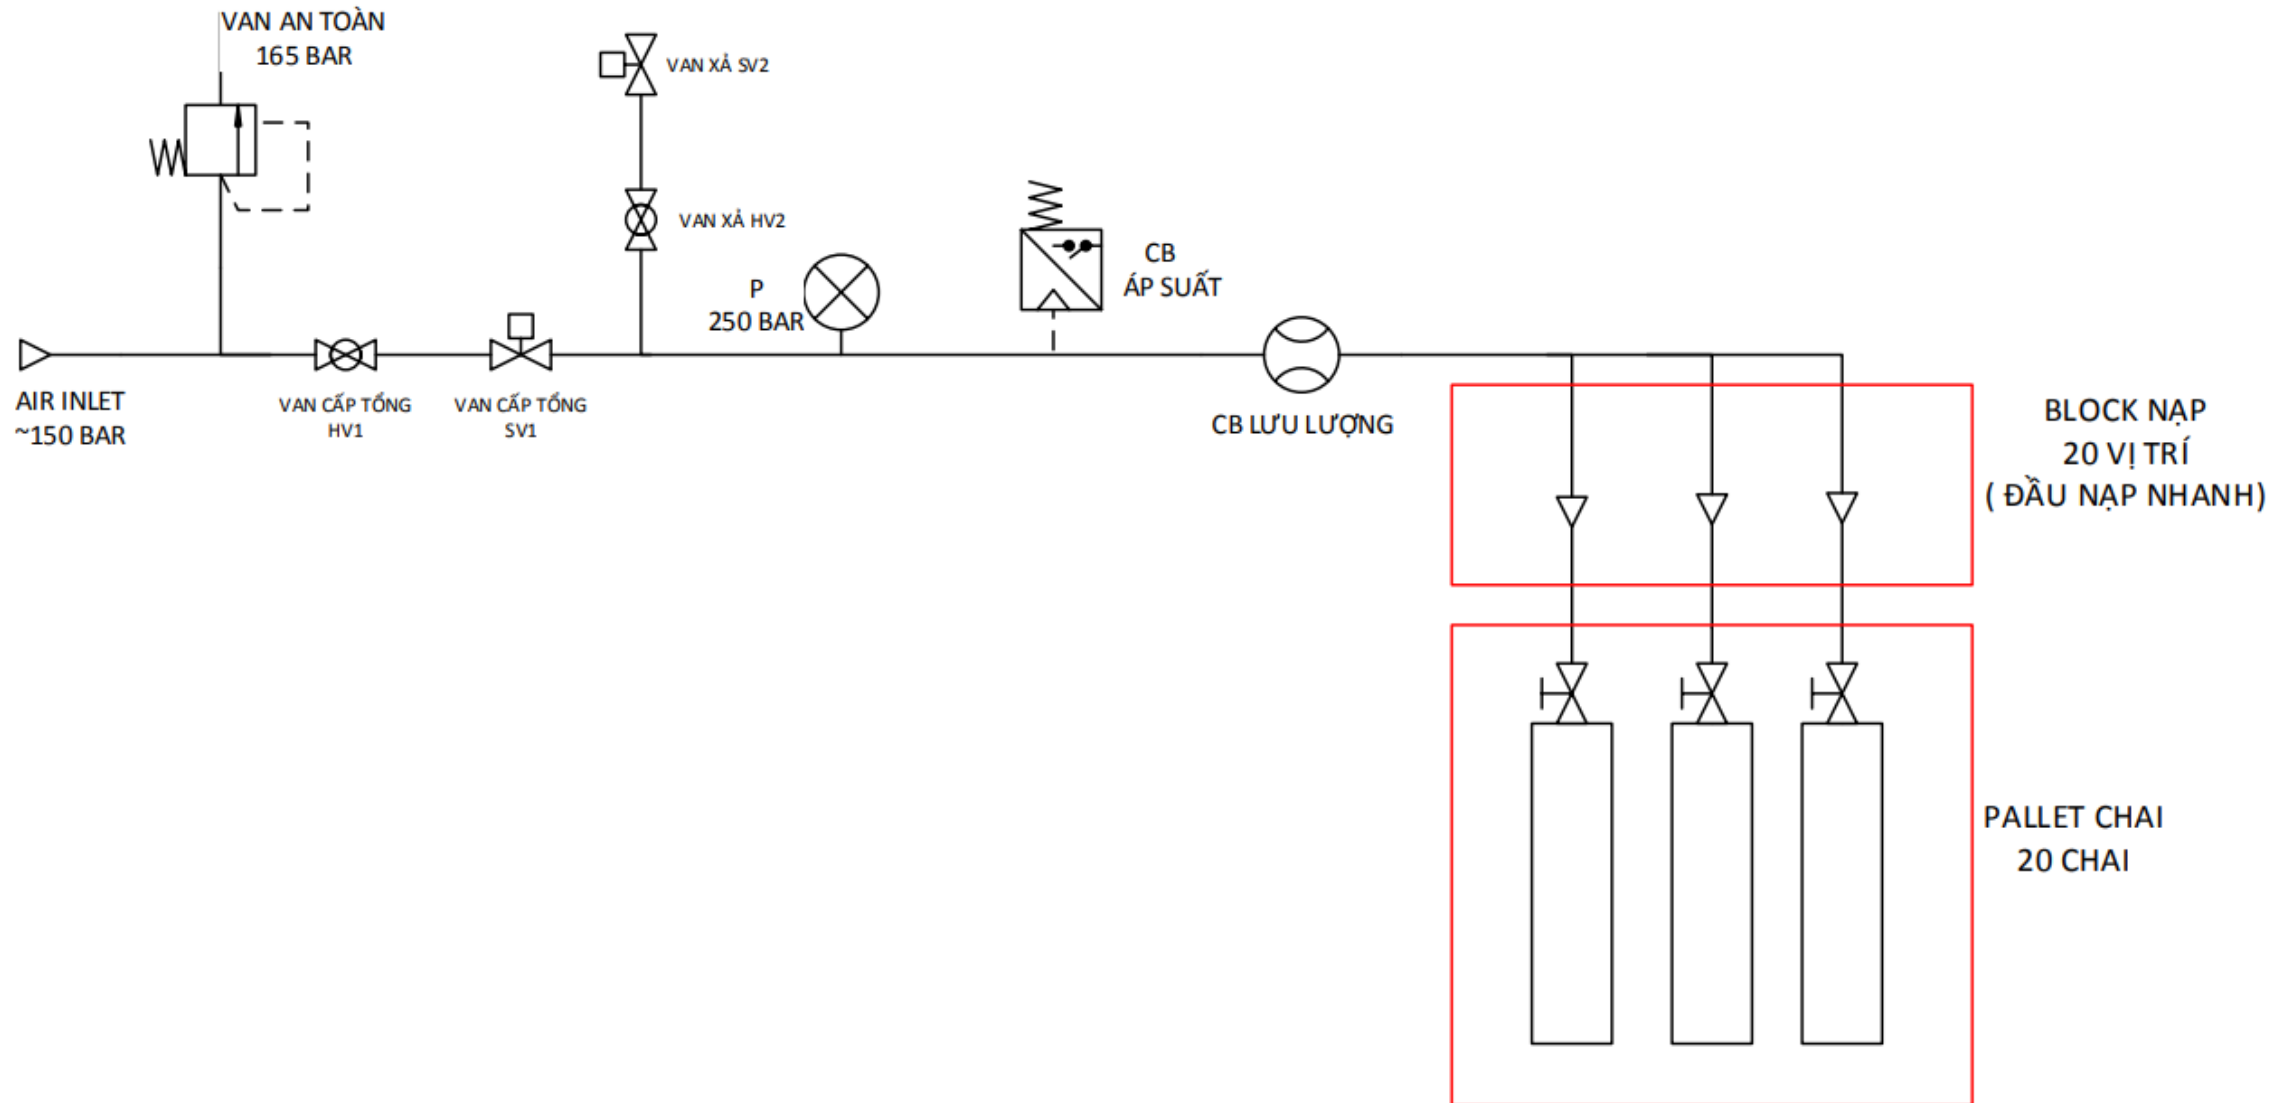 VAN AN TOÀN
165 BAR
VAN XẢ SV2
VAN XẢ HV2
P
250 BAR
CB
ÁP SUẤT
AIR INLET
~150 BAR
VAN CẤP TỔNG
HV1
VAN CẤP TỔNG
SV1
CB LƯU LƯỢNG
BLOCK NẠP
20 VỊ TRÍ
( ĐẦU NẠP NHANH)
PALLET CHAI
20 CHAI